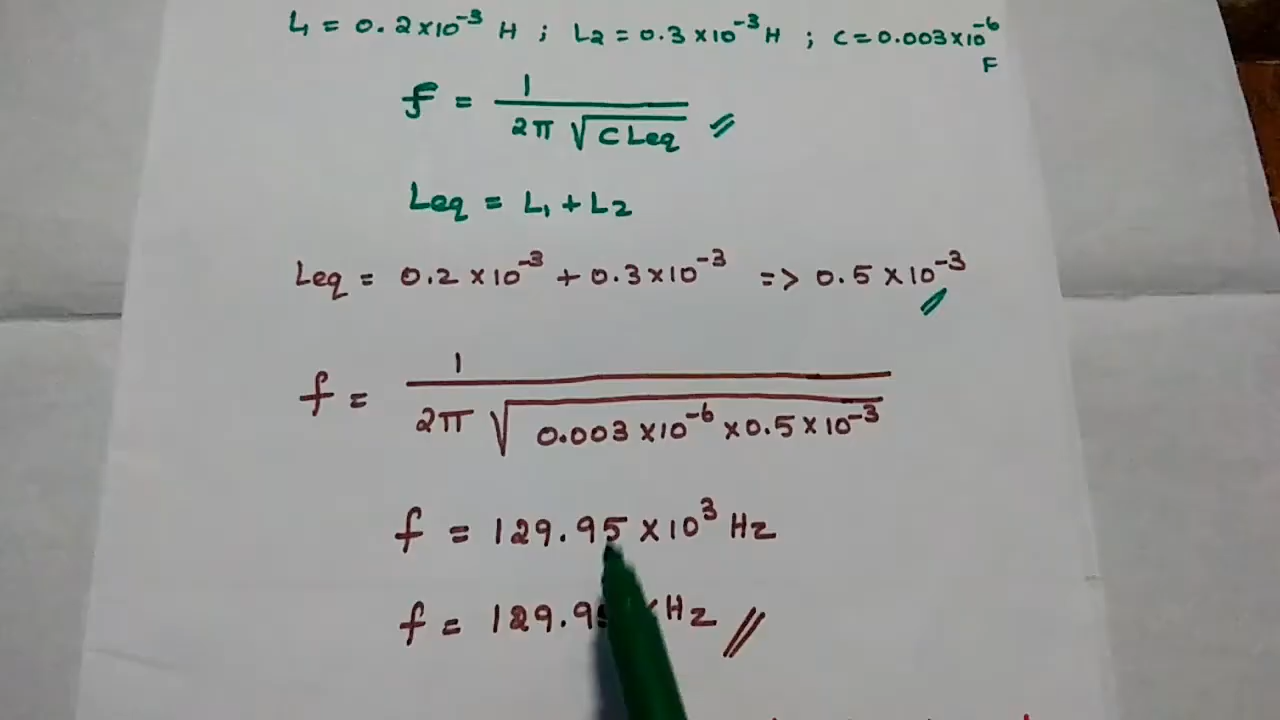 L₁ = 0.2×10⁻³ H ; L2 = 0.3×10⁻³ H ; C = 0.003×10⁻⁶ F
f = 1 / 2π √C Leq
Leq = L₁ + L2
Leq = 0.2×10⁻³ + 0.3×10⁻³ => 0.5×10⁻³
f = 1 / 2π √0.003×10⁻⁶×0.5×10⁻³
f = 129.95×10³ Hz
f = 129.9 Hz